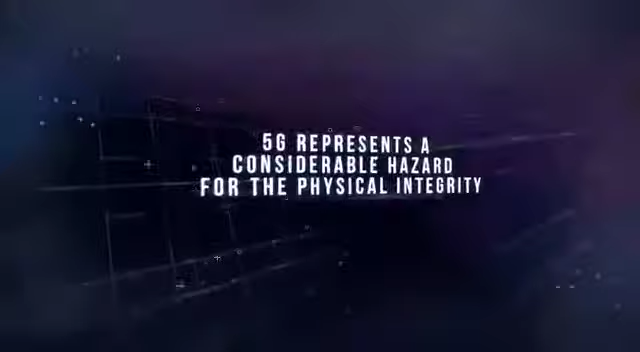 5G REPRESENTS A
CONSIDERABLE HAZARD
FOR THE PHYSICAL INTEGRITY